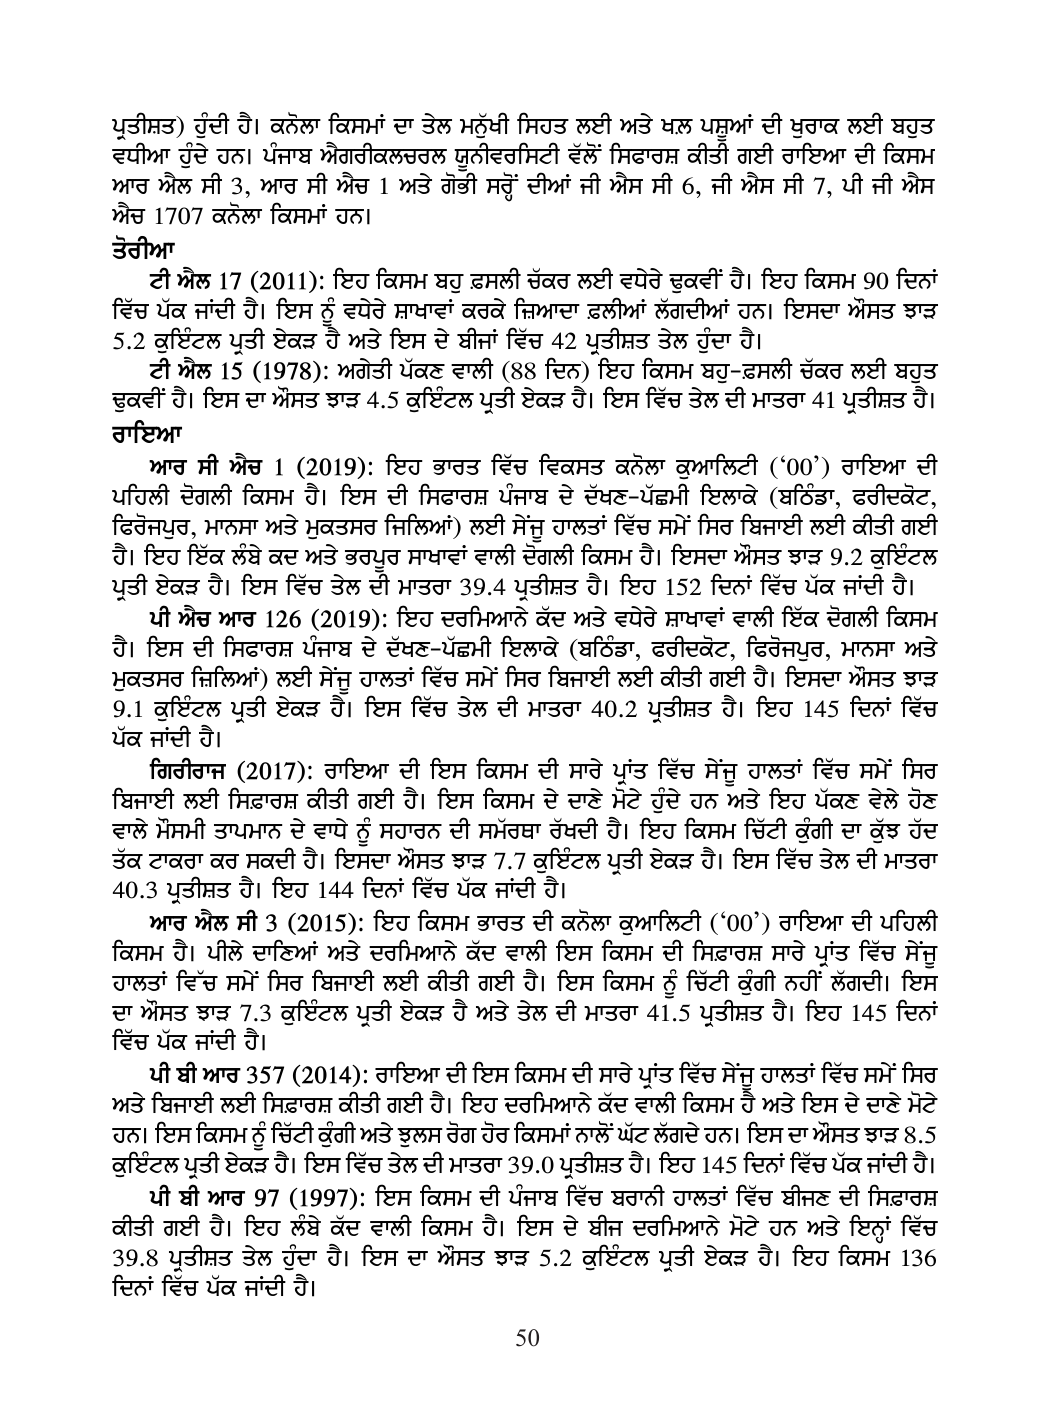 ਪ੍ਰਤੀਸ਼ਤ) ਹੁੰਦੀ ਹੈ। ਕਨੋਲਾ ਕਿਸਮਾਂ ਦਾ ਤੇਲ ਮਨੁੱਖੀ ਸਿਹਤ ਲਈ ਅਤੇ ਖਲ਼ ਪਸ਼ੂਆਂ ਦੀ ਖੁਰਾਕ ਲਈ ਬਹੁਤ
ਵਧੀਆ ਹੁੰਦੇ ਹਨ। ਪੰਜਾਬ ਐਗਰੀਕਲਚਰਲ ਯੂਨੀਵਰਸਿਟੀ ਵੱਲੋਂ ਸਿਫਾਰਸ਼ ਕੀਤੀ ਗਈ ਰਾਇਆ ਦੀ ਕਿਸਮ
ਆਰ ਐਲ ਸੀ 3, ਆਰ ਸੀ ਐਚ 1 ਅਤੇ ਗੋਭੀ ਸਰ੍ਹੋਂ ਦੀਆਂ ਜੀ ਐਸ ਸੀ 6, ਜੀ ਐਸ ਸੀ 7, ਪੀ ਜੀ ਐਸ
ਐਚ 1707 ਕਨੋਲਾ ਕਿਸਮਾਂ ਹਨ।
ਤੋਰੀਆ
ਟੀ ਐਲ 17 (2011): ਇਹ ਕਿਸਮ ਬਹੁ ਫ਼ਸਲੀ ਚੱਕਰ ਲਈ ਵਧੇਰੇ ਢੁਕਵੀਂ ਹੈ। ਇਹ ਕਿਸਮ 90 ਦਿਨਾਂ
ਵਿੱਚ ਪੱਕ ਜਾਂਦੀ ਹੈ। ਇਸ ਨੂੰ ਵਧੇਰੇ ਸ਼ਾਖਾਵਾਂ ਕਰਕੇ ਜ਼ਿਆਦਾ ਫ਼ਲੀਆਂ ਲੱਗਦੀਆਂ ਹਨ। ਇਸਦਾ ਔਸਤ ਝਾੜ
5.2 ਕੁਇੰਟਲ ਪ੍ਰਤੀ ਏਕੜ ਹੈ ਅਤੇ ਇਸ ਦੇ ਬੀਜਾਂ ਵਿੱਚ 42 ਪ੍ਰਤੀਸ਼ਤ ਤੇਲ ਹੁੰਦਾ ਹੈ।
ਟੀ ਐਲ 15 (1978): ਅਗੇਤੀ ਪੱਕਣ ਵਾਲੀ (88 ਦਿਨ) ਇਹ ਕਿਸਮ ਬਹੁ-ਫ਼ਸਲੀ ਚੱਕਰ ਲਈ ਬਹੁਤ
ਢੁਕਵੀਂ ਹੈ। ਇਸ ਦਾ ਔਸਤ ਝਾੜ 4.5 ਕੁਇੰਟਲ ਪ੍ਰਤੀ ਏਕੜ ਹੈ। ਇਸ ਵਿੱਚ ਤੇਲ ਦੀ ਮਾਤਰਾ 41 ਪ੍ਰਤੀਸ਼ਤ ਹੈ।
ਰਾਇਆ
ਆਰ ਸੀ ਐਚ 1 (2019): ਇਹ ਭਾਰਤ ਵਿੱਚ ਵਿਕਸਤ ਕਨੋਲਾ ਕੁਆਲਿਟੀ (‘00’) ਰਾਇਆ ਦੀ
ਪਹਿਲੀ ਦੋਗਲੀ ਕਿਸਮ ਹੈ। ਇਸ ਦੀ ਸਿਫਾਰਸ਼ ਪੰਜਾਬ ਦੇ ਦੱਖਣ-ਪੱਛਮੀ ਇਲਾਕੇ (ਬਠਿੰਡਾ, ਫਰੀਦਕੋਟ,
ਫਿਰੋਜਪੁਰ, ਮਾਨਸਾ ਅਤੇ ਮੁਕਤਸਰ ਜਿਲਿਆਂ) ਲਈ ਸੇਂਜੂ ਹਾਲਤਾਂ ਵਿੱਚ ਸਮੇਂ ਸਿਰ ਬਿਜਾਈ ਲਈ ਕੀਤੀ ਗਈ
ਹੈ। ਇਹ ਇੱਕ ਲੰਬੇ ਕਦ ਅਤੇ ਭਰਪੂਰ ਸਾਖਾਵਾਂ ਵਾਲੀ ਦੋਗਲੀ ਕਿਸਮ ਹੈ। ਇਸਦਾ ਔਸਤ ਝਾੜ 9.2 ਕੁਇੰਟਲ
ਪ੍ਰਤੀ ਏਕੜ ਹੈ। ਇਸ ਵਿੱਚ ਤੇਲ ਦੀ ਮਾਤਰਾ 39.4 ਪ੍ਰਤੀਸ਼ਤ ਹੈ। ਇਹ 152 ਦਿਨਾਂ ਵਿੱਚ ਪੱਕ ਜਾਂਦੀ ਹੈ।
ਪੀ ਐਚ ਆਰ 126 (2019): ਇਹ ਦਰਮਿਆਨੇ ਕੱਦ ਅਤੇ ਵਧੇਰੇ ਸ਼ਾਖਾਵਾਂ ਵਾਲੀ ਇੱਕ ਦੋਗਲੀ ਕਿਸਮ
ਹੈ। ਇਸ ਦੀ ਸਿਫਾਰਸ਼ ਪੰਜਾਬ ਦੇ ਦੱਖਣ-ਪੱਛਮੀ ਇਲਾਕੇ (ਬਠਿੰਡਾ, ਫਰੀਦਕੋਟ, ਫਿਰੋਜਪੁਰ, ਮਾਨਸਾ ਅਤੇ
ਮੁਕਤਸਰ ਜ਼ਿਲਿਆਂ) ਲਈ ਸੇਂਜੂ ਹਾਲਤਾਂ ਵਿੱਚ ਸਮੇਂ ਸਿਰ ਬਿਜਾਈ ਲਈ ਕੀਤੀ ਗਈ ਹੈ। ਇਸਦਾ ਔਸਤ ਝਾੜ
9.1 ਕੁਇੰਟਲ ਪ੍ਰਤੀ ਏਕੜ ਹੈ। ਇਸ ਵਿੱਚ ਤੇਲ ਦੀ ਮਾਤਰਾ 40.2 ਪ੍ਰਤੀਸ਼ਤ ਹੈ। ਇਹ 145 ਦਿਨਾਂ ਵਿੱਚ
ਪੱਕ ਜਾਂਦੀ ਹੈ।
ਗਿਰੀਰਾਜ (2017): ਰਾਇਆ ਦੀ ਇਸ ਕਿਸਮ ਦੀ ਸਾਰੇ ਪ੍ਰਾਂਤ ਵਿੱਚ ਸੇਂਜੂ ਹਾਲਤਾਂ ਵਿੱਚ ਸਮੇਂ ਸਿਰ
ਬਿਜਾਈ ਲਈ ਸਿਫ਼ਾਰਸ਼ ਕੀਤੀ ਗਈ ਹੈ। ਇਸ ਕਿਸਮ ਦੇ ਦਾਣੇ ਮੋਟੇ ਹੁੰਦੇ ਹਨ ਅਤੇ ਇਹ ਪੱਕਣ ਵੇਲੇ ਹੋਣ
ਵਾਲੇ ਮੌਸਮੀ ਤਾਪਮਾਨ ਦੇ ਵਾਧੇ ਨੂੰ ਸਹਾਰਨ ਦੀ ਸਮੱਰਥਾ ਰੱਖਦੀ ਹੈ। ਇਹ ਕਿਸਮ ਚਿੱਟੀ ਕੁੰਗੀ ਦਾ ਕੁੱਝ ਹੱਦ
ਤੱਕ ਟਾਕਰਾ ਕਰ ਸਕਦੀ ਹੈ। ਇਸਦਾ ਔਸਤ ਝਾੜ 7.7 ਕੁਇੰਟਲ ਪ੍ਰਤੀ ਏਕੜ ਹੈ। ਇਸ ਵਿੱਚ ਤੇਲ ਦੀ ਮਾਤਰਾ
40.3 ਪ੍ਰਤੀਸ਼ਤ ਹੈ। ਇਹ 144 ਦਿਨਾਂ ਵਿੱਚ ਪੱਕ ਜਾਂਦੀ ਹੈ।
ਆਰ ਐਲ ਸੀ 3 (2015): ਇਹ ਕਿਸਮ ਭਾਰਤ ਦੀ ਕਨੋਲਾ ਕੁਆਲਿਟੀ (‘00’) ਰਾਇਆ ਦੀ ਪਹਿਲੀ
ਕਿਸਮ ਹੈ। ਪੀਲੇ ਦਾਣਿਆਂ ਅਤੇ ਦਰਮਿਆਨੇ ਕੱਦ ਵਾਲੀ ਇਸ ਕਿਸਮ ਦੀ ਸਿਫ਼ਾਰਸ਼ ਸਾਰੇ ਪ੍ਰਾਂਤ ਵਿੱਚ ਸੇਂਜੂ
ਹਾਲਤਾਂ ਵਿੱਚ ਸਮੇਂ ਸਿਰ ਬਿਜਾਈ ਲਈ ਕੀਤੀ ਗਈ ਹੈ। ਇਸ ਕਿਸਮ ਨੂੰ ਚਿੱਟੀ ਕੁੰਗੀ ਨਹੀਂ ਲੱਗਦੀ। ਇਸ
ਦਾ ਔਸਤ ਝਾੜ 7.3 ਕੁਇੰਟਲ ਪ੍ਰਤੀ ਏਕੜ ਹੈ ਅਤੇ ਤੇਲ ਦੀ ਮਾਤਰਾ 41.5 ਪ੍ਰਤੀਸ਼ਤ ਹੈ। ਇਹ 145 ਦਿਨਾਂ
ਵਿੱਚ ਪੱਕ ਜਾਂਦੀ ਹੈ।
ਪੀ ਬੀ ਆਰ 357 (2014): ਰਾਇਆ ਦੀ ਇਸ ਕਿਸਮ ਦੀ ਸਾਰੇ ਪ੍ਰਾਂਤ ਵਿੱਚ ਸੇਂਜੂ ਹਾਲਤਾਂ ਵਿੱਚ ਸਮੇਂ ਸਿਰ
ਅਤੇ ਬਿਜਾਈ ਲਈ ਸਿਫ਼ਾਰਸ਼ ਕੀਤੀ ਗਈ ਹੈ। ਇਹ ਦਰਮਿਆਨੇ ਕੱਦ ਵਾਲੀ ਕਿਸਮ ਹੈ ਅਤੇ ਇਸ ਦੇ ਦਾਣੇ ਮੋਟੇ
ਹਨ। ਇਸ ਕਿਸਮ ਨੂੰ ਚਿੱਟੀ ਕੁੰਗੀ ਅਤੇ ਝੁਲਸ ਰੋਗ ਹੋਰ ਕਿਸਮਾਂ ਨਾਲੋਂ ਘੱਟ ਲੱਗਦੇ ਹਨ। ਇਸ ਦਾ ਔਸਤ ਝਾੜ 8.5
ਕੁਇੰਟਲ ਪ੍ਰਤੀ ਏਕੜ ਹੈ। ਇਸ ਵਿੱਚ ਤੇਲ ਦੀ ਮਾਤਰਾ 39.0 ਪ੍ਰਤੀਸ਼ਤ ਹੈ। ਇਹ 145 ਦਿਨਾਂ ਵਿੱਚ ਪੱਕ ਜਾਂਦੀ ਹੈ।
ਪੀ ਬੀ ਆਰ 97 (1997): ਇਸ ਕਿਸਮ ਦੀ ਪੰਜਾਬ ਵਿੱਚ ਬਰਾਨੀ ਹਾਲਤਾਂ ਵਿੱਚ ਬੀਜਣ ਦੀ ਸਿਫ਼ਾਰਸ਼
ਕੀਤੀ ਗਈ ਹੈ। ਇਹ ਲੰਬੇ ਕੱਦ ਵਾਲੀ ਕਿਸਮ ਹੈ। ਇਸ ਦੇ ਬੀਜ ਦਰਮਿਆਨੇ ਮੋਟੇ ਹਨ ਅਤੇ ਇਨ੍ਹਾਂ ਵਿੱਚ
39.8 ਪ੍ਰਤੀਸ਼ਤ ਤੇਲ ਹੁੰਦਾ ਹੈ। ਇਸ ਦਾ ਔਸਤ ਝਾੜ 5.2 ਕੁਇੰਟਲ ਪ੍ਰਤੀ ਏਕੜ ਹੈ। ਇਹ ਕਿਸਮ 136
ਦਿਨਾਂ ਵਿੱਚ ਪੱਕ ਜਾਂਦੀ ਹੈ।
50